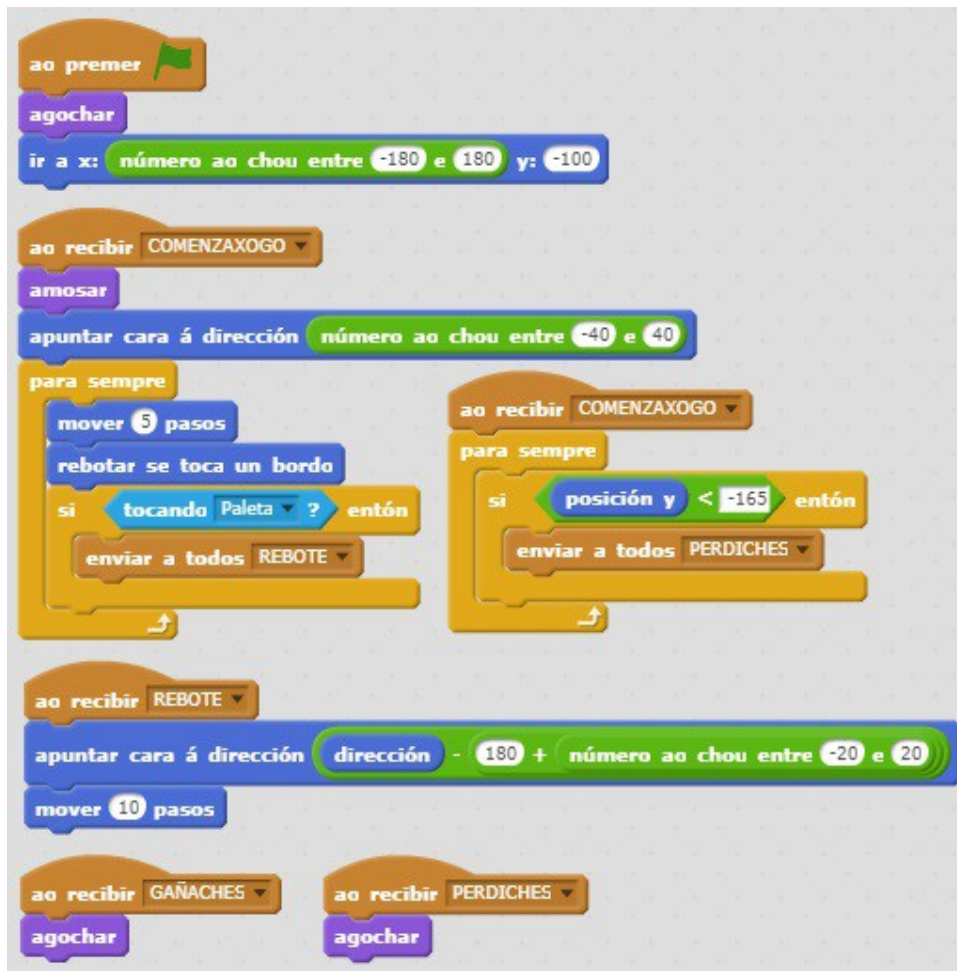 ao premer
agochar
ir a x: número ao chou entre -180 e 180 y: -100
ao recibir COMENZAXOGO
amosar
apuntar cara á dirección número ao chou entre -40 e 40
para sempre
mover 5 pasos
rebotar se toca un bordo
si tocando Paleta ? entón
enviar a todos REBOTE
ao recibir COMENZAXOGO
para sempre
si posición y < -165 entón
enviar a todos PERDICHES
ao recibir REBOTE
apuntar cara á dirección dirección - 180 + número ao chou entre -20 e 20
mover 10 pasos
ao recibir GAÑACHES
agochar
ao recibir PERDICHES
agochar